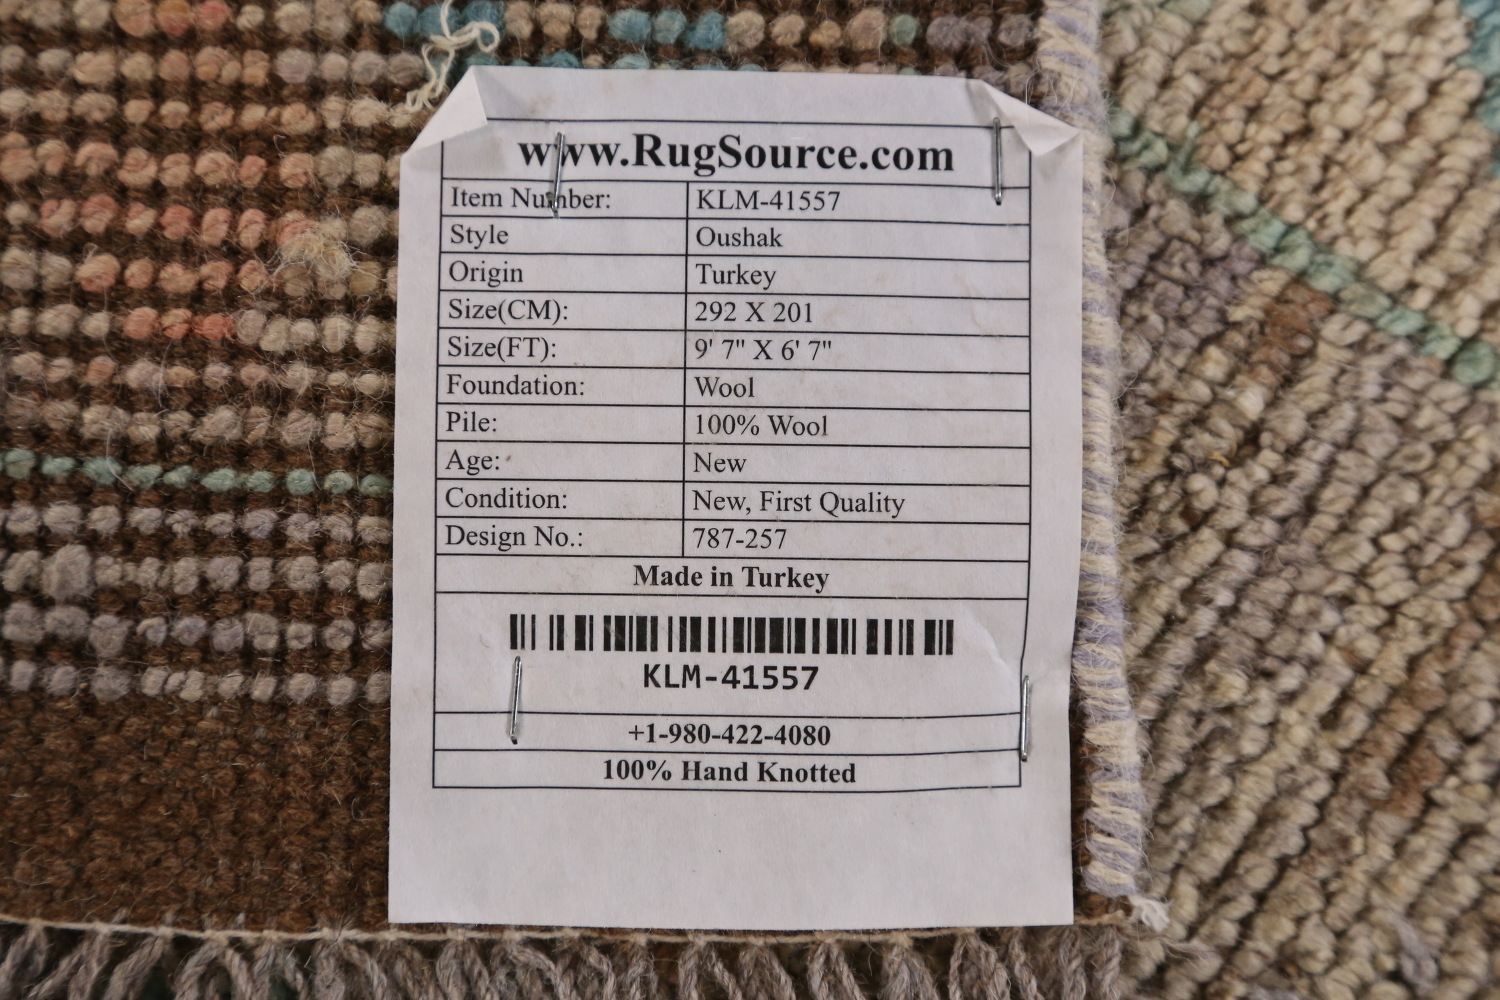 www.RugSource.com
Item Number: KLM-41557
Style Oushak
Origin Turkey
Size(CM): 292 X 201
Size(FT): 9' 7" X 6' 7"
Foundation: Wool
Pile: 100% Wool
Age: New
Condition: New, First Quality
Design No.: 787-257
Made in Turkey
KLM-41557
+1-980-422-4080
100% Hand Knotted